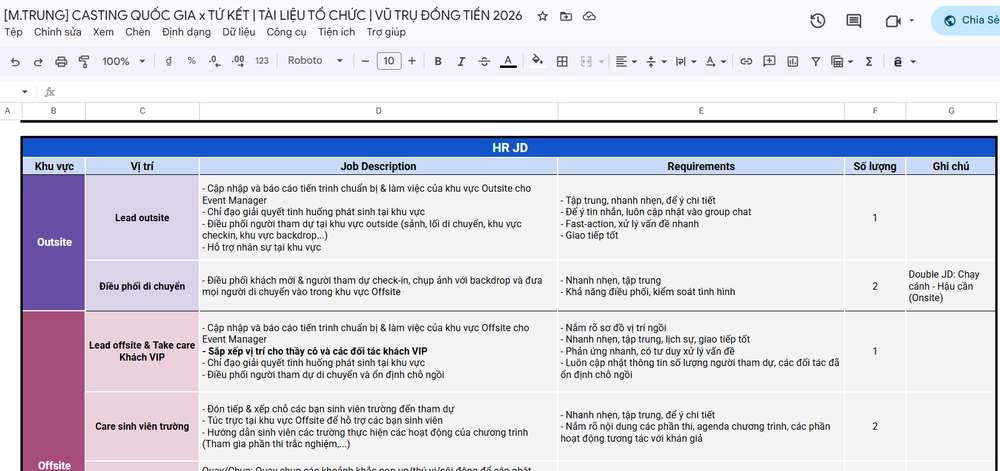 [M.TRUNG] CASTING QUỐC GIA x TỨ KẾT | TÀI LIỆU TỔ CHỨC | VŨ TRỤ ĐỒNG TIỀN 2026
Tệp Chỉnh sửa Xem Chèn Định dạng Dữ liệu Công cụ Tiện ích Trợ giúp
Chia Sẻ
100% ₫ % .0 .00 123 Roboto 10 B I S A
fx
A B C D E F G
HR JD
Khu vực Vị trí Job Description Requirements Số lượng Ghi chú
Outsite
Lead outsite
- Cập nhập và báo cáo tiến trình chuẩn bị & làm việc của khu vực Outsite cho
Event Manager
- Chỉ đạo giải quyết tình huống phát sinh tại khu vực
- Điều phối người tham dự tại khu vực outside (sảnh, lối di chuyển, khu vực
checkin, khu vực backdrop,...)
- Hỗ trợ nhân sự tại khu vực
- Tập trung, nhanh nhẹn, để ý chi tiết
- Để ý tin nhắn, luôn cập nhật vào group chat
- Fast-action, xử lý vấn đề nhanh
- Giao tiếp tốt
1
Điều phối di chuyển
- Điều phối khách mời & người tham dự check-in, chụp ảnh với backdrop và đưa
mọi người di chuyển vào trong khu vực Offsite
- Nhanh nhẹn, tập trung
- Khả năng điều phối, kiểm soát tình hình
2
Double JD: Chạy
cánh - Hậu cần
(Onsite)
Offsite
Lead offsite & Take care
Khách VIP
- Cập nhập và báo cáo tiến trình chuẩn bị & làm việc của khu vực Offsite cho
Event Manager
- Sắp xếp vị trí cho thầy cô và các đối tác khách VIP
- Chỉ đạo giải quyết tình huống phát sinh tại khu vực
- Điều phối người tham dự di chuyển và ổn định chỗ ngồi
- Nắm rõ sơ đồ vị trí ngồi
- Nhanh nhẹn, tập trung, lịch sự, giao tiếp tốt
- Phản ứng nhanh, có tư duy xử lý vấn đề
- Luôn cập nhật thông tin số lượng người tham dự, các đối tác đã
ổn định chỗ ngồi
1
Care sinh viên trường
- Đón tiếp & xếp chỗ các bạn sinh viên trường đến tham dự
- Túc trực tại khu vực Offsite để hỗ trợ các bạn sinh viên
- Hướng dẫn sinh viên các trường thực hiện các hoạt động của chương trình
(Tham gia phần thi trắc nghiệm,...)
- Nhanh nhẹn, tập trung, để ý chi tiết
- Nắm rõ nội dung các phần thi, agenda chương trình, các phần
hoạt động tương tác với khán giả
2